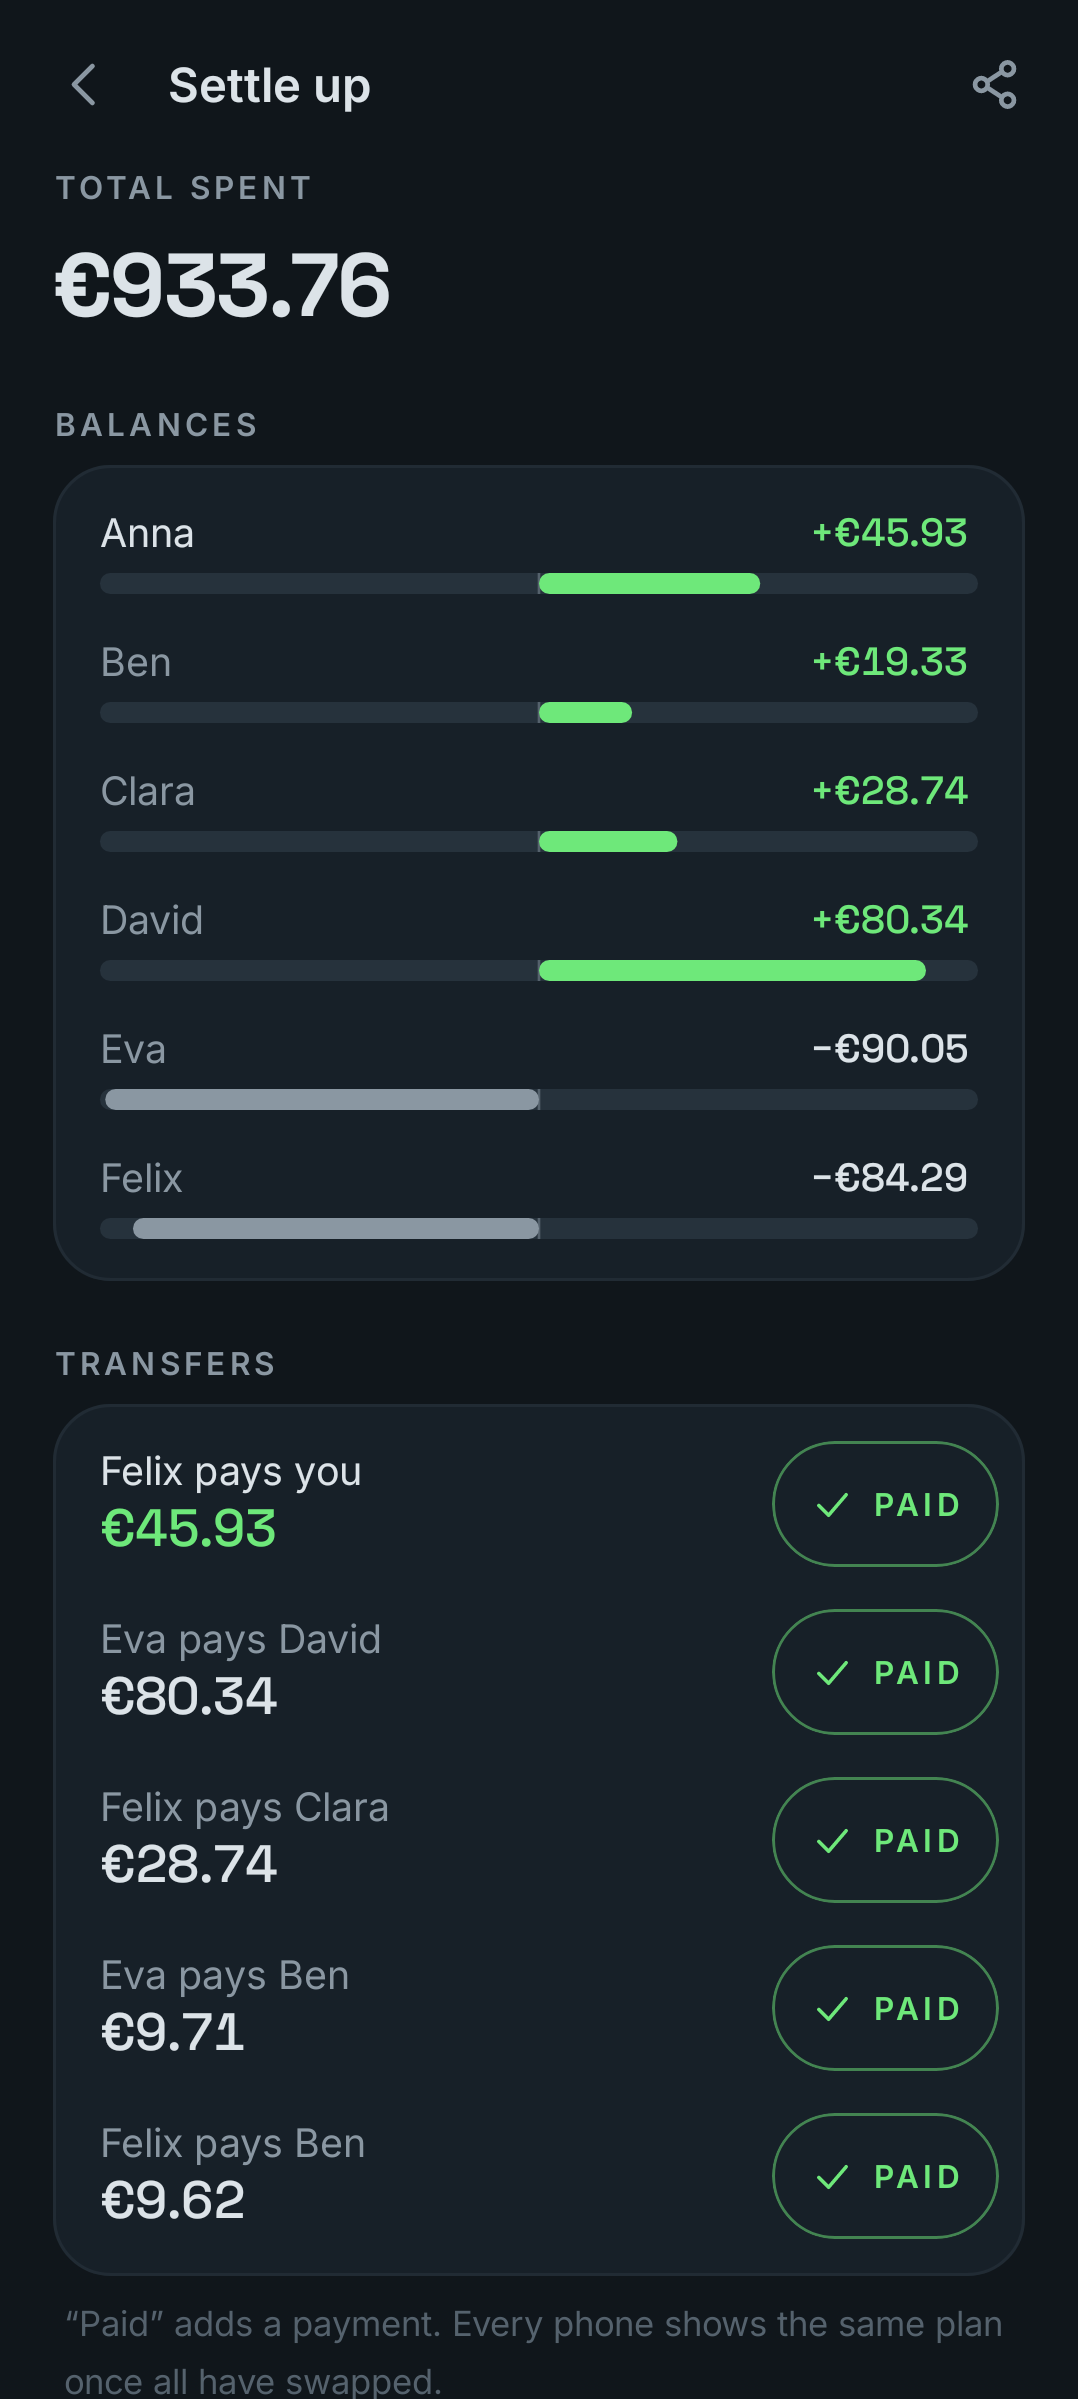 Settle up
TOTAL SPENT
€933.76
BALANCES
Anna +€45.93
Ben +€19.33
Clara +€28.74
David +€80.34
Eva −€90.05
Felix −€84.29
TRANSFERS
Felix pays you
€45.93
PAID
Eva pays David
€80.34
PAID
Felix pays Clara
€28.74
PAID
Eva pays Ben
€9.71
PAID
Felix pays Ben
€9.62
PAID
“Paid” adds a payment. Every phone shows the same plan
once all have swapped.